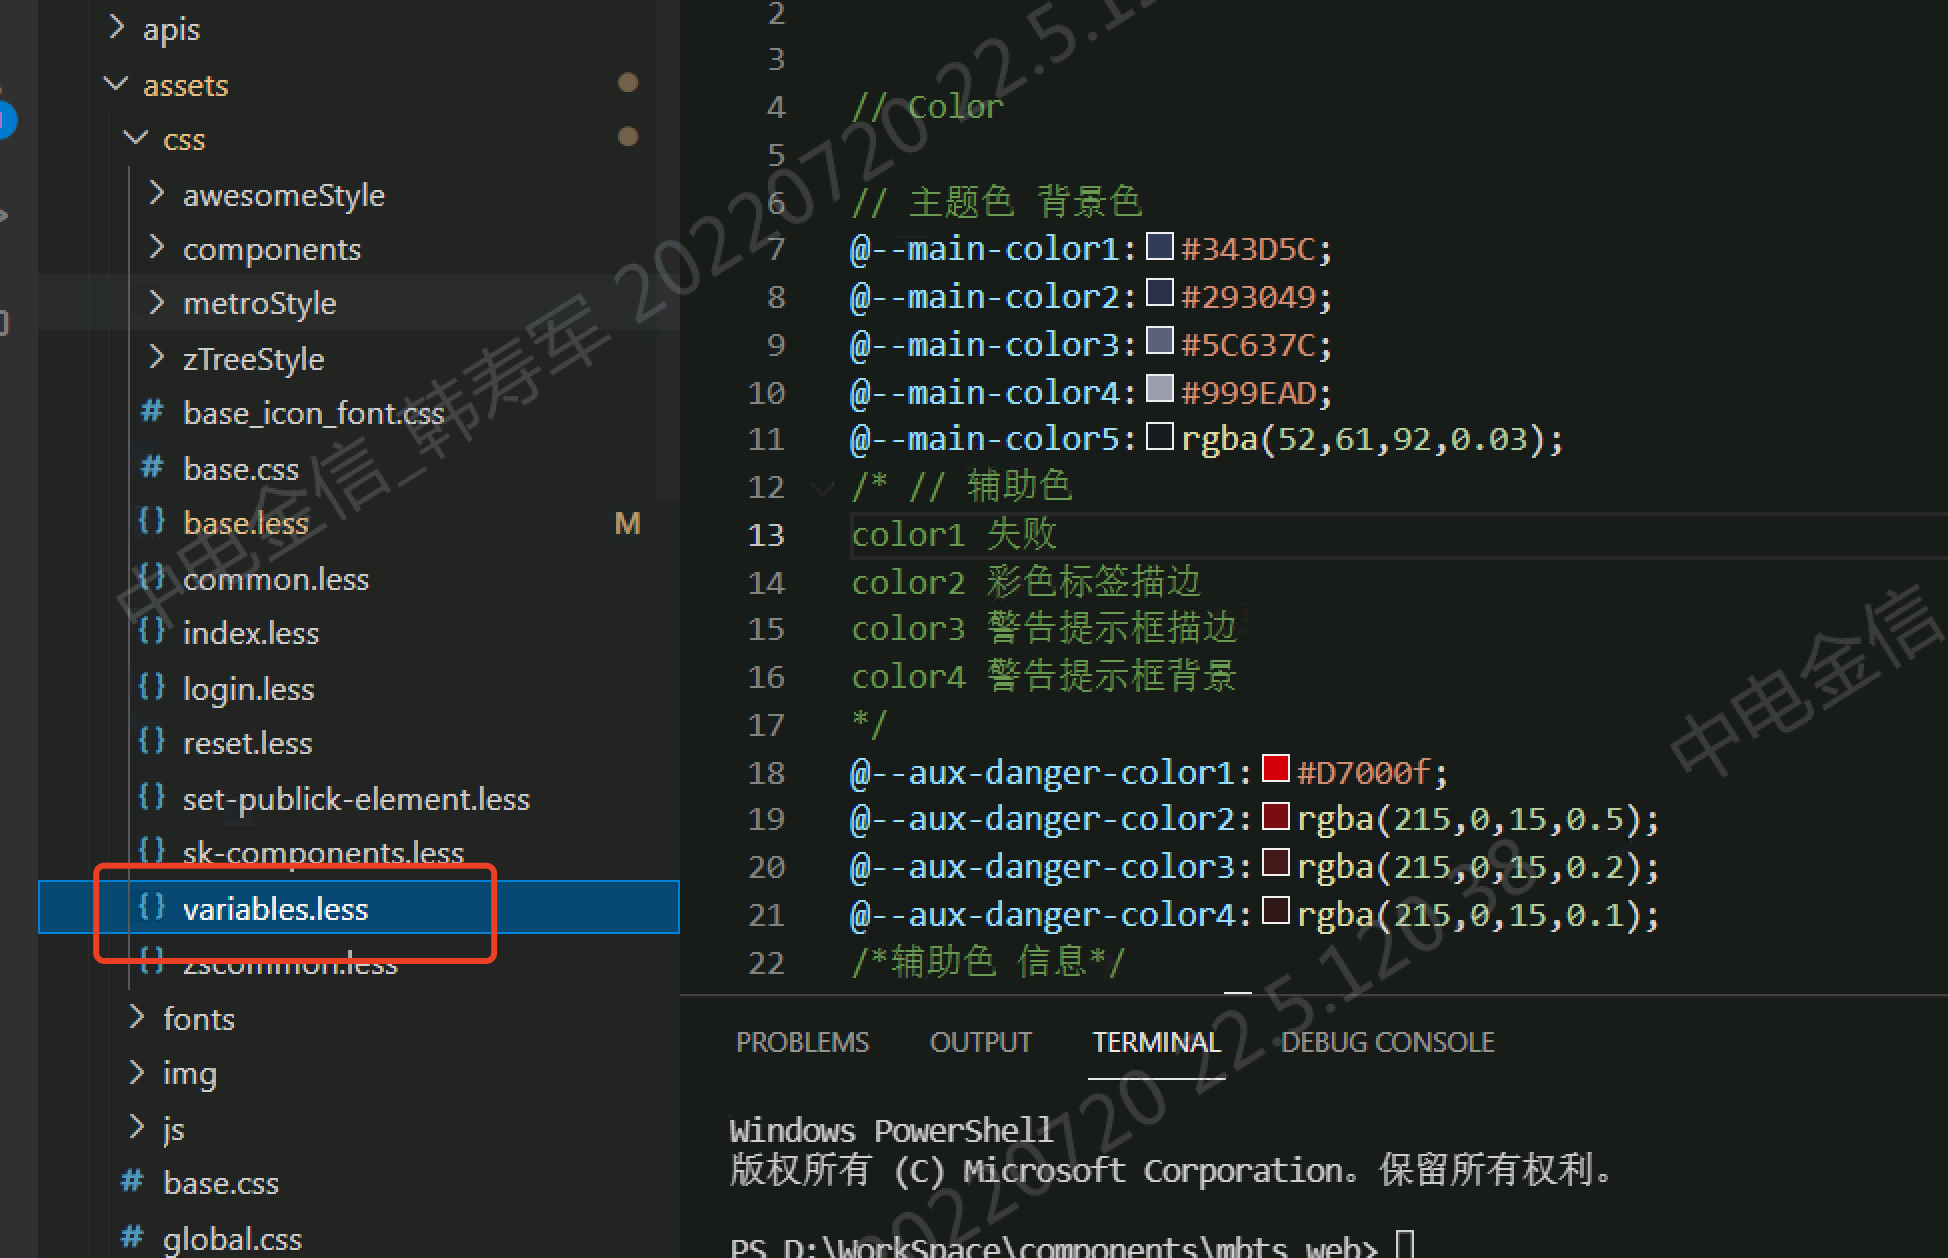 apis
assets
css
awesomeStyle
components
metroStyle
zTreeStyle
# base_icon_font.css
# base.css
{} base.less M
{} common.less
{} index.less
{} login.less
{} reset.less
{} set-publick-element.less
{} sk-components.less
{} variables.less
{} zscommon.less
fonts
img
js
# base.css
# global.css
2
3
4 // Color
5
6 // 主题色 背景色
7 @--main-color1:#343D5C;
8 @--main-color2:#293049;
9 @--main-color3:#5C637C;
10 @--main-color4:#999EAD;
11 @--main-color5:rgba(52,61,92,0.03);
12 /* // 辅助色
13 color1 失败
14 color2 彩色标签描边
15 color3 警告提示框描边
16 color4 警告提示框背景
17 */
18 @--aux-danger-color1:#D7000f;
19 @--aux-danger-color2:rgba(215,0,15,0.5);
20 @--aux-danger-color3:rgba(215,0,15,0.2);
21 @--aux-danger-color4:rgba(215,0,15,0.1);
22 /*辅助色 信息*/
PROBLEMS OUTPUT TERMINAL DEBUG CONSOLE
Windows PowerShell
版权所有 (C) Microsoft Corporation。保留所有权利。
PS D:\WorkSpace\components\mbts_web>
中电金信_韩寿军 20220720 22.5.12
中电金信
20220720 22.5.120.38